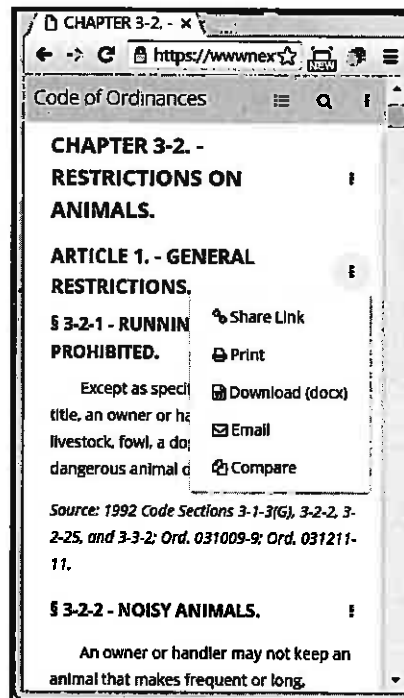 CHAPTER 3-2. - ×
https://wwwnex
NEW
Code of Ordinances
CHAPTER 3-2. -
RESTRICTIONS ON
ANIMALS.
ARTICLE 1. - GENERAL
RESTRICTIONS.
§ 3-2-1 - RUNNIN
PROHIBITED.
Share Link
Print
Download (docx)
Email
Compare
Except as specif
title, an owner or ha
livestock, fowl, a do
dangerous animal d
Source: 1992 Code Sections 3-1-3(G), 3-2-2, 3-
2-25, and 3-3-2; Ord. 031009-9; Ord. 031211-
11.
§ 3-2-2 - NOISY ANIMALS.
An owner or handler may not keep an
animal that makes frequent or long,